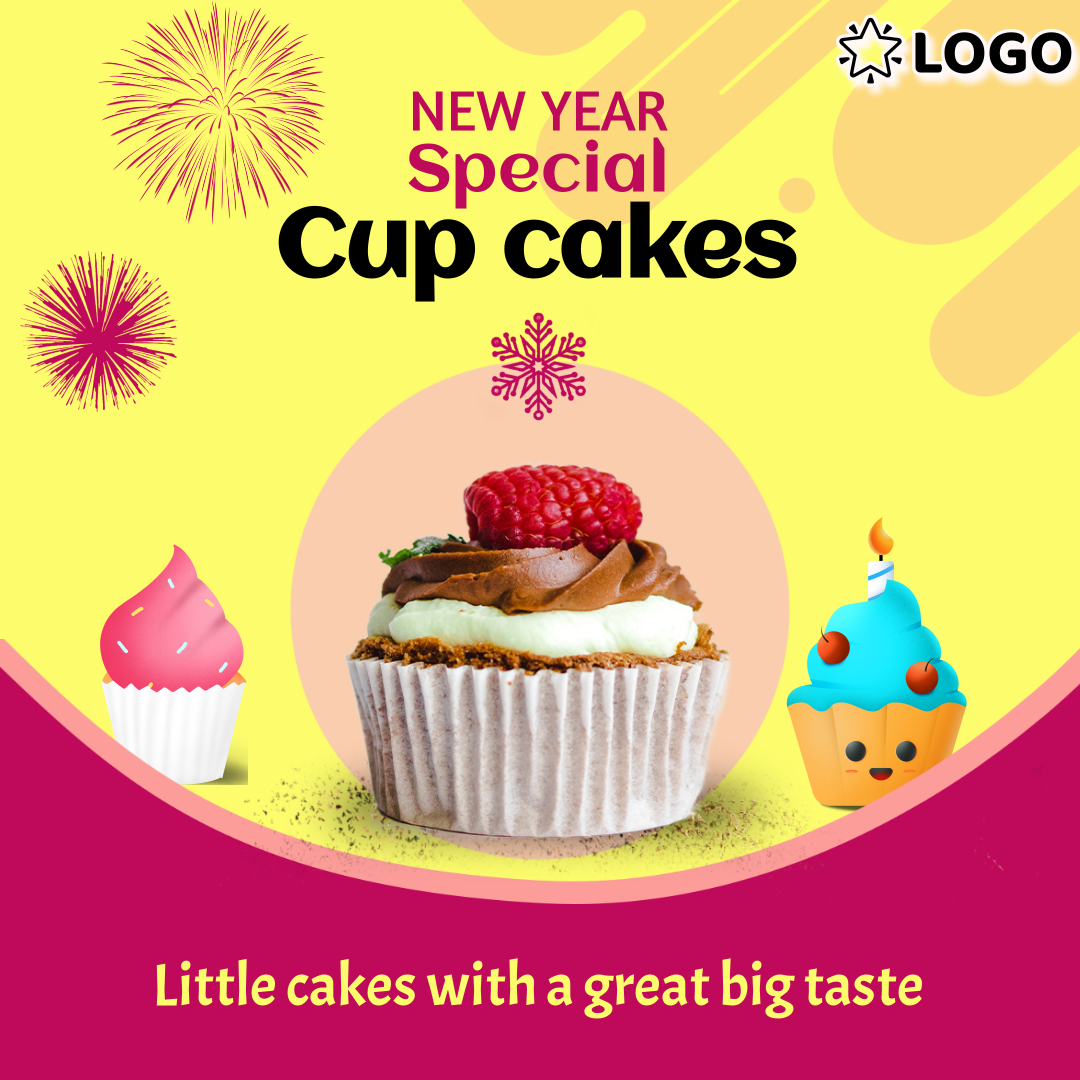 LOGO
NEW YEAR
Special
Cup cakes
Little cakes with a great big taste